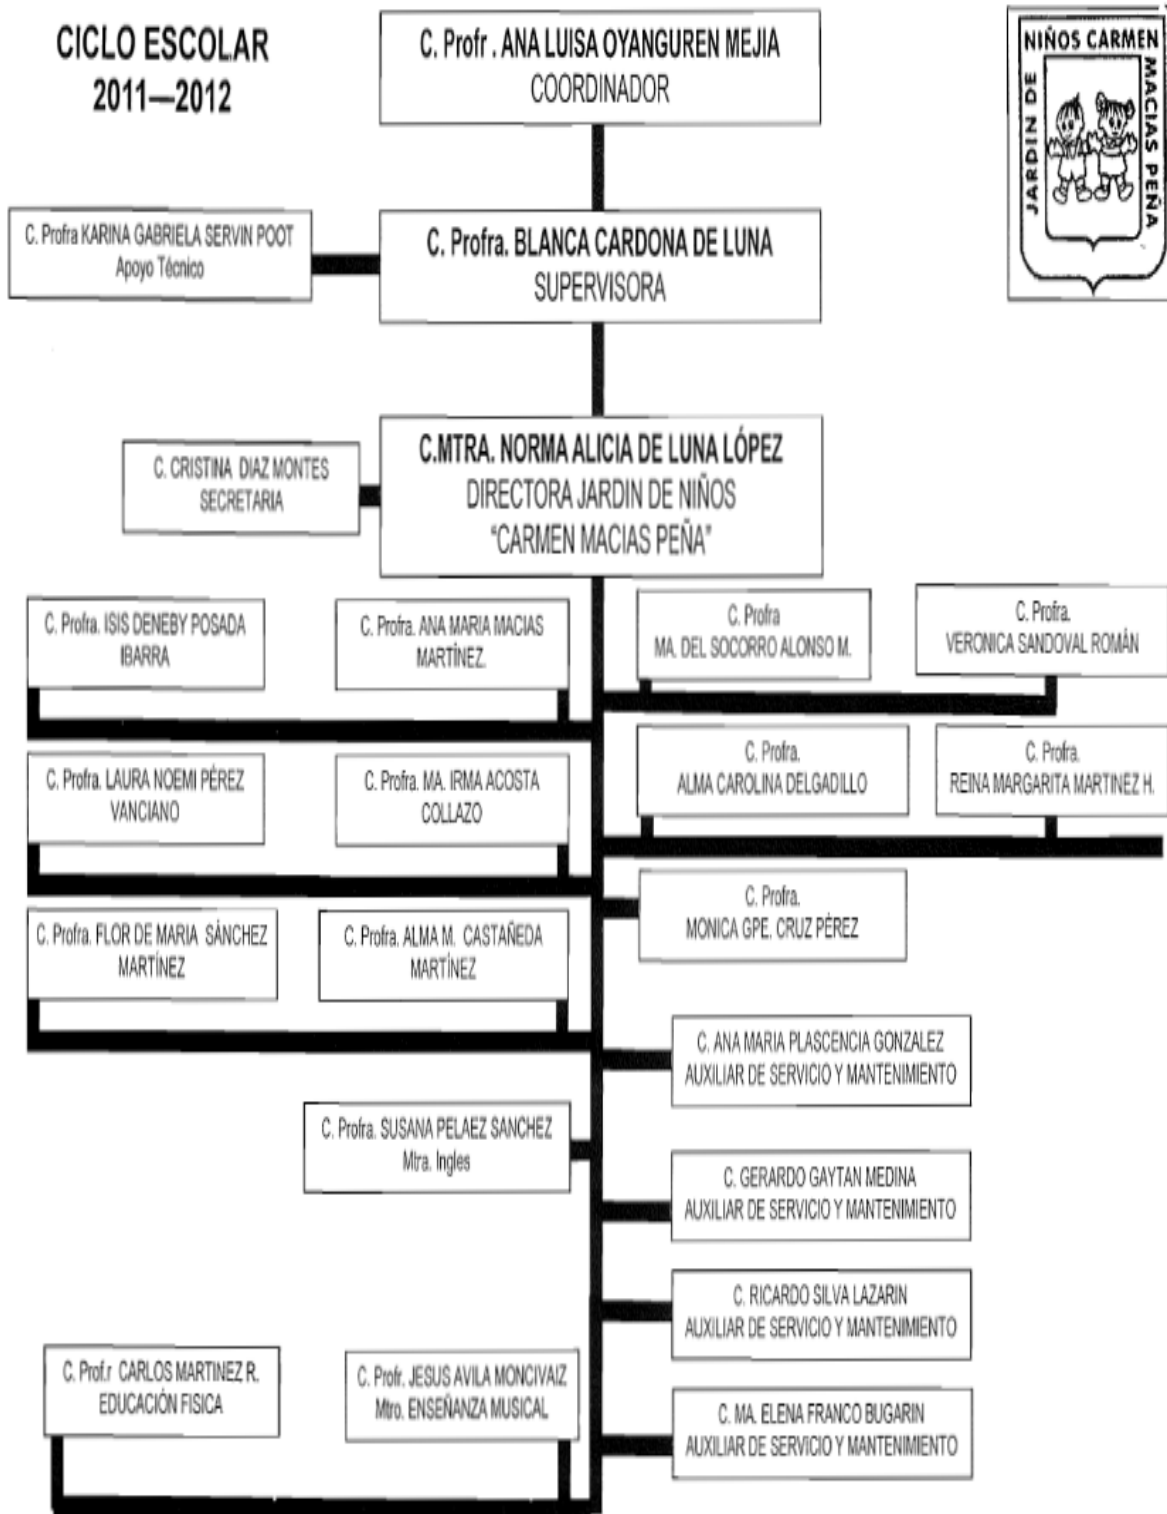 CICLO ESCOLAR
2011—2012
C. Profr . ANA LUISA OYANGUREN MEJIA
COORDINADOR
JARDIN DE
NIÑOS CARMEN
MACIAS PEÑA
C. Profra KARINA GABRIELA SERVIN POOT
Apoyo Técnico
C. Profra. BLANCA CARDONA DE LUNA
SUPERVISORA
C. CRISTINA DIAZ MONTES
SECRETARIA
C.MTRA. NORMA ALICIA DE LUNA LÓPEZ
DIRECTORA JARDIN DE NIÑOS
“CARMEN MACIAS PEÑA”
C. Profra. ISIS DENEBY POSADA
IBARRA
C. Profra. ANA MARIA MACIAS
MARTÍNEZ.
C. Profra
MA. DEL SOCORRO ALONSO M.
C. Profra.
VERONICA SANDOVAL ROMÁN
C. Profra. LAURA NOEMI PÉREZ
VANCIANO
C. Profra. MA. IRMA ACOSTA
COLLAZO
C. Profra.
ALMA CAROLINA DELGADILLO
C. Profra.
REINA MARGARITA MARTINEZ H.
C. Profra. FLOR DE MARIA SÁNCHEZ
MARTÍNEZ
C. Profra. ALMA M. CASTAÑEDA
MARTÍNEZ
C. Profra.
MONICA GPE. CRUZ PÉREZ
C. ANA MARIA PLASCENCIA GONZALEZ
AUXILIAR DE SERVICIO Y MANTENIMIENTO
C. Profra. SUSANA PELAEZ SANCHEZ
Mtra. Ingles
C. GERARDO GAYTAN MEDINA
AUXILIAR DE SERVICIO Y MANTENIMIENTO
C. RICARDO SILVA LAZARIN
AUXILIAR DE SERVICIO Y MANTENIMIENTO
C. Prof.r CARLOS MARTINEZ R.
EDUCACIÓN FISICA
C. Profr. JESUS AVILA MONCIVAIZ
Mtro. ENSEÑANZA MUSICAL
C. MA. ELENA FRANCO BUGARIN
AUXILIAR DE SERVICIO Y MANTENIMIENTO